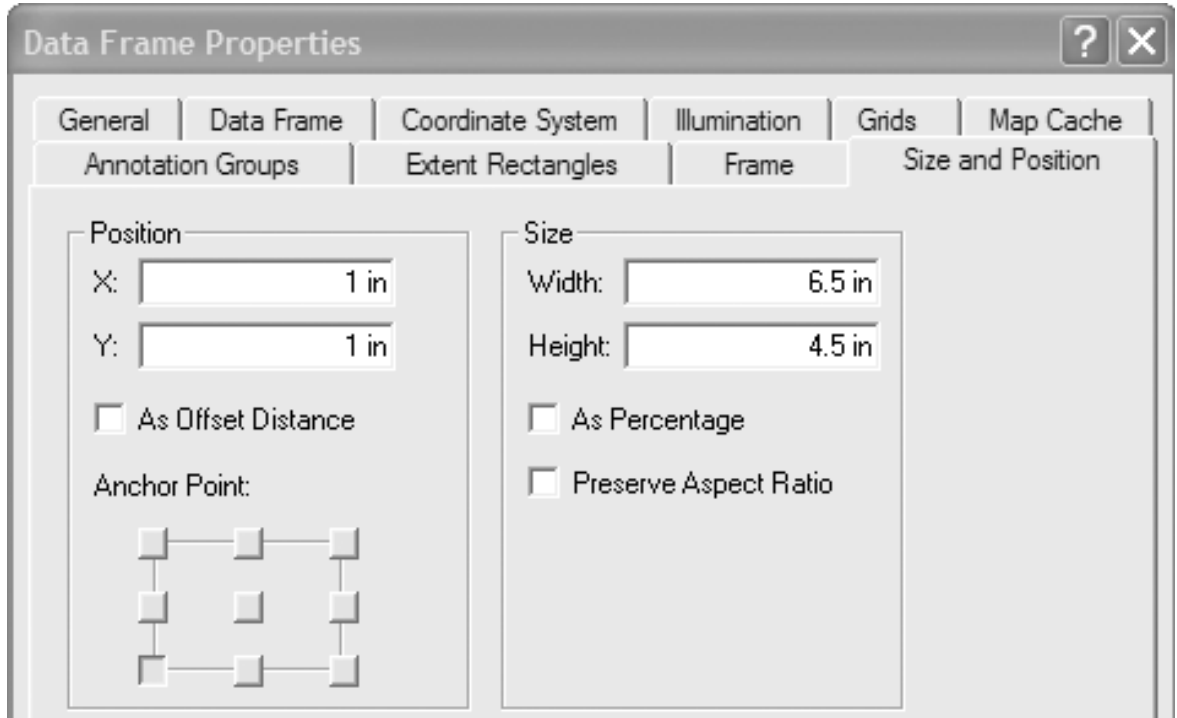 Data Frame Properties
General Data Frame Coordinate System Illumination Grids Map Cache
Annotation Groups Extent Rectangles Frame Size and Position
Position
X: 1 in
Y: 1 in
As Offset Distance
Anchor Point:
Size
Width: 6.5 in
Height: 4.5 in
As Percentage
Preserve Aspect Ratio